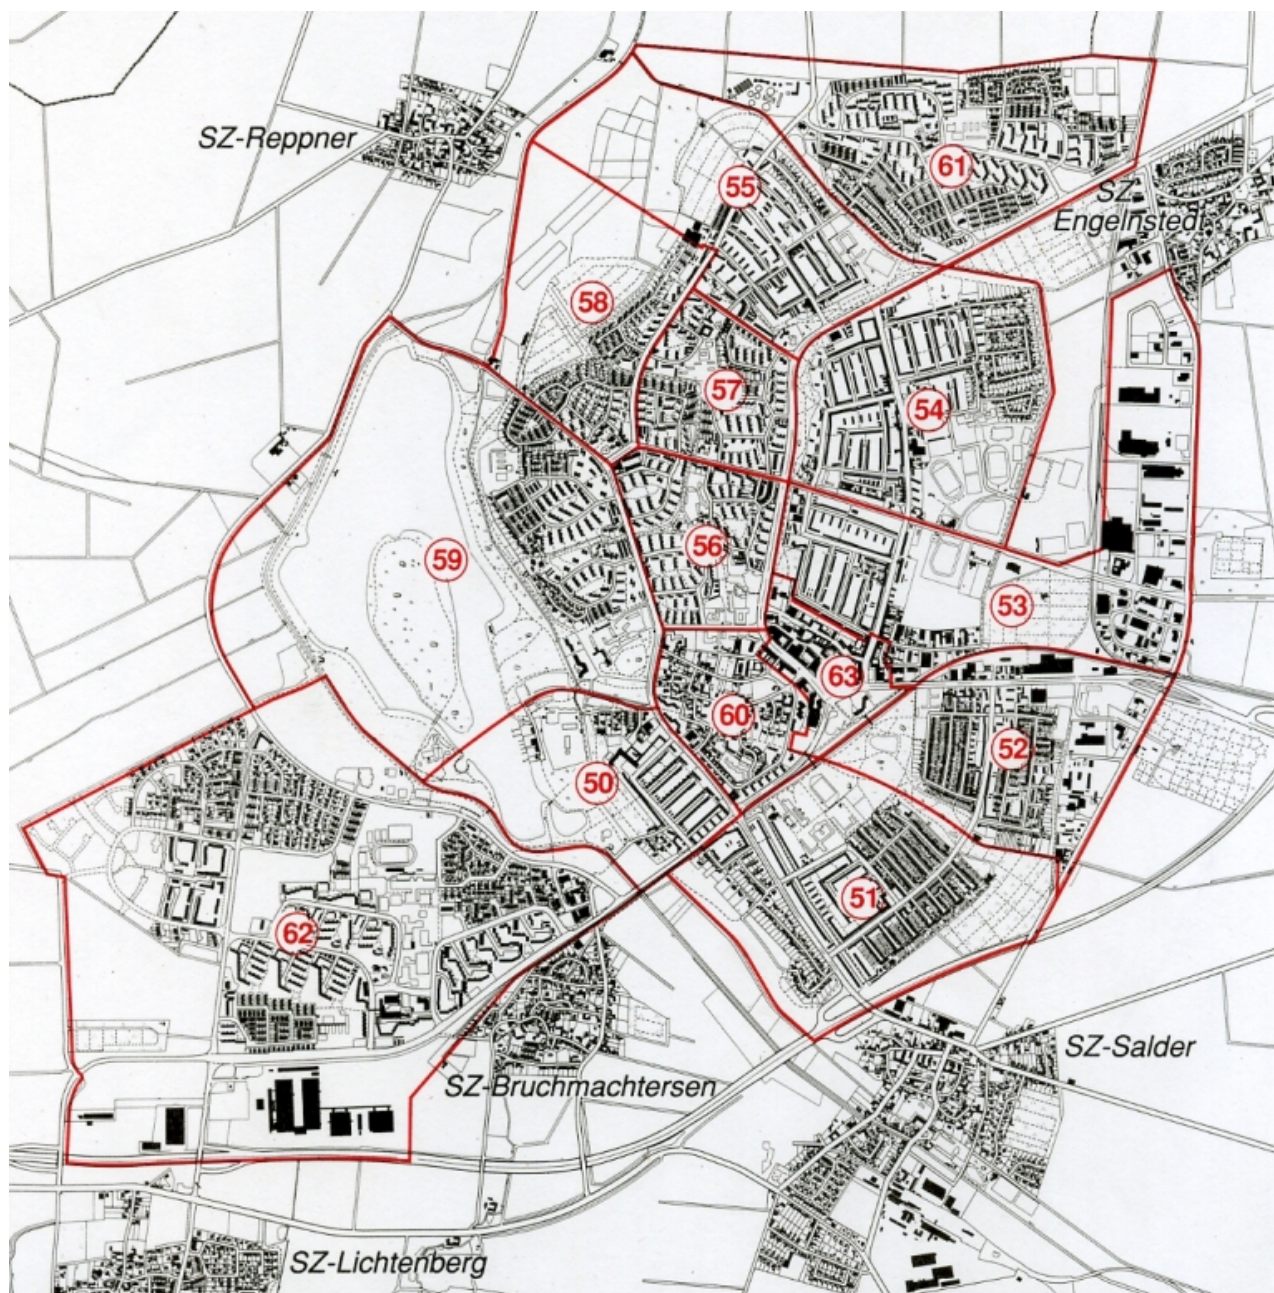 SZ-Reppner
61
55
SZ
Engelnstedt
58
57
54
59
56
53
63
60
52
50
51
62
SZ-Salder
SZ-Bruchmachtersen
SZ-Lichtenberg